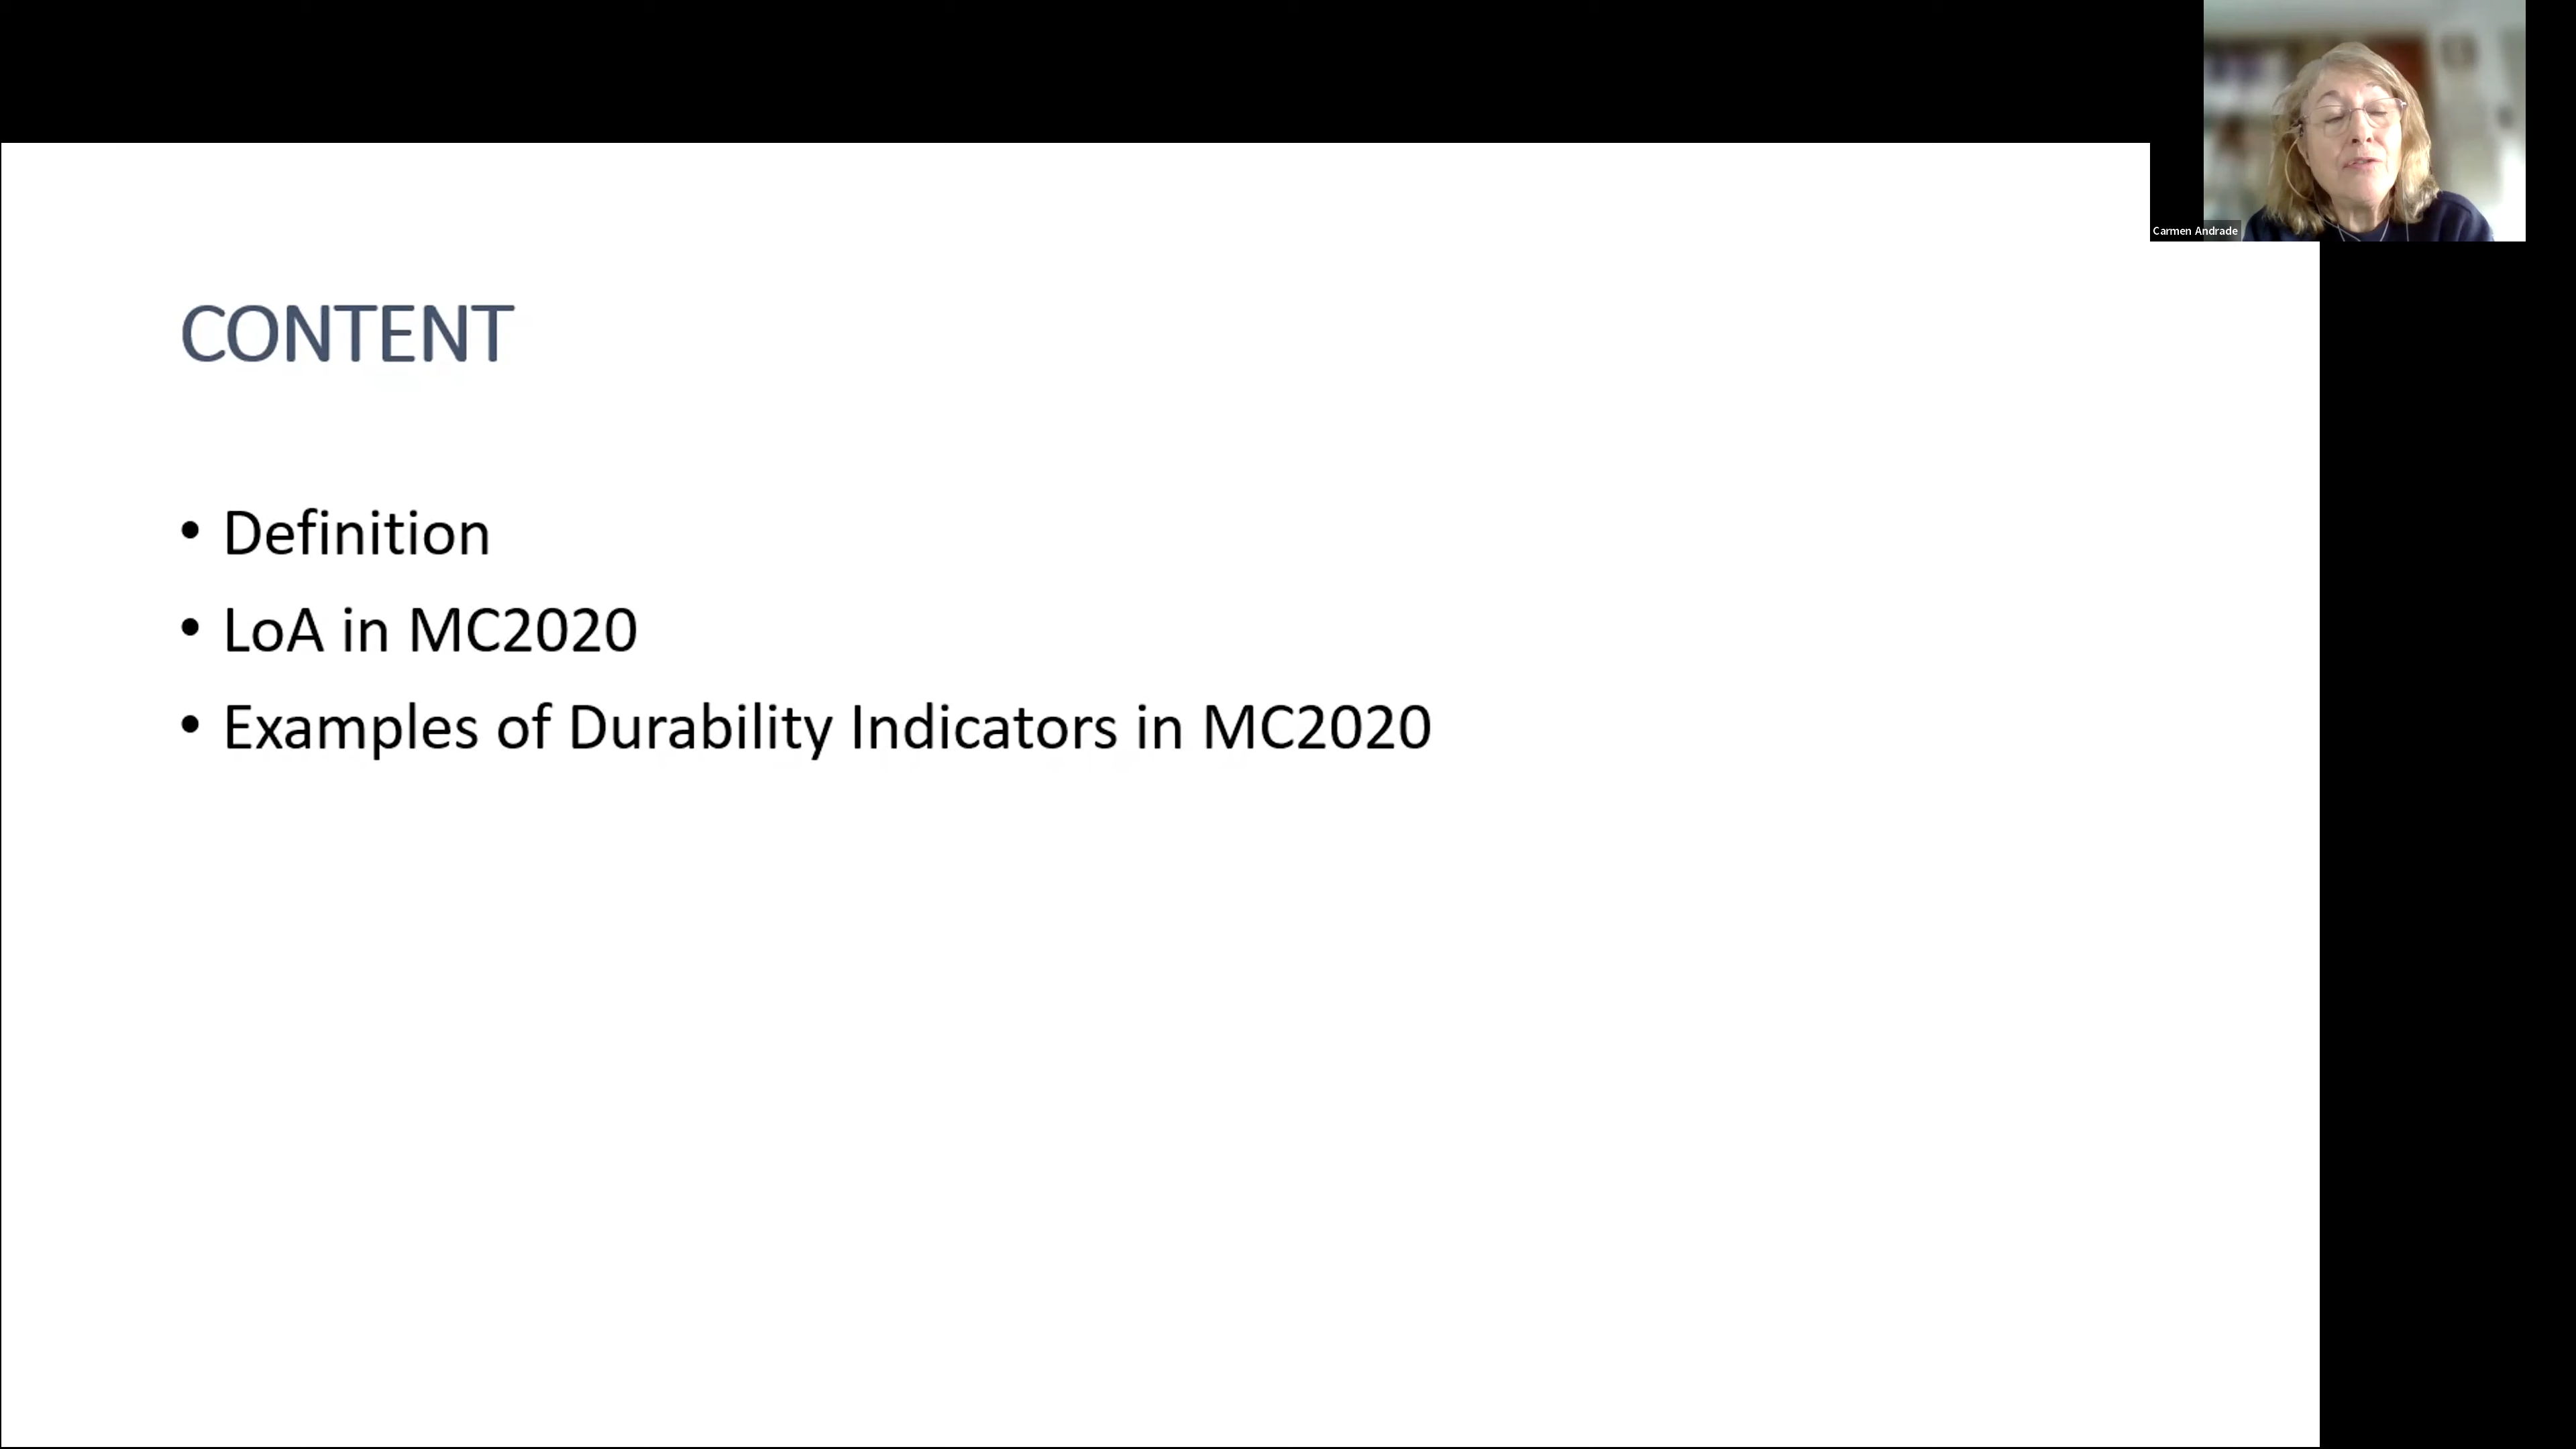 Carmen Andrade
CONTENT
• Definition
• LoA in MC2020
• Examples of Durability Indicators in MC2020